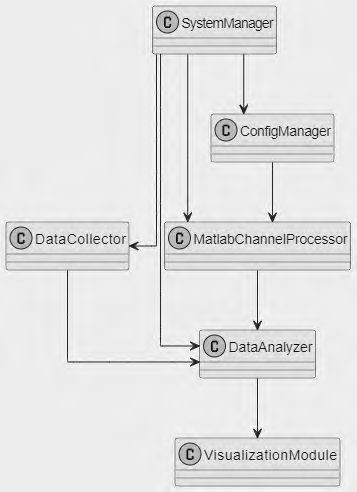 C SystemManager
C ConfigManager
C DataCollector
C MatlabChannelProcessor
C DataAnalyzer
C VisualizationModule